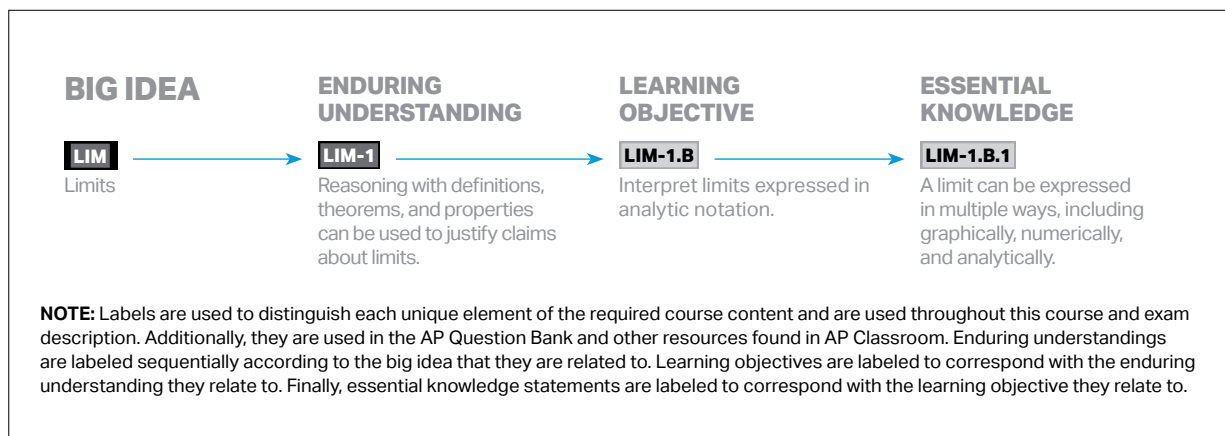 BIG IDEA
LIM
Limits
ENDURING
UNDERSTANDING
LIM-1
Reasoning with definitions,
theorems, and properties
can be used to justify claims
about limits.
LEARNING
OBJECTIVE
LIM-1.B
Interpret limits expressed in
analytic notation.
ESSENTIAL
KNOWLEDGE
LIM-1.B.1
A limit can be expressed
in multiple ways, including
graphically, numerically,
and analytically.
NOTE: Labels are used to distinguish each unique element of the required course content and are used throughout this course and exam
description. Additionally, they are used in the AP Question Bank and other resources found in AP Classroom. Enduring understandings
are labeled sequentially according to the big idea that they are related to. Learning objectives are labeled to correspond with the enduring
understanding they relate to. Finally, essential knowledge statements are labeled to correspond with the learning objective they relate to.